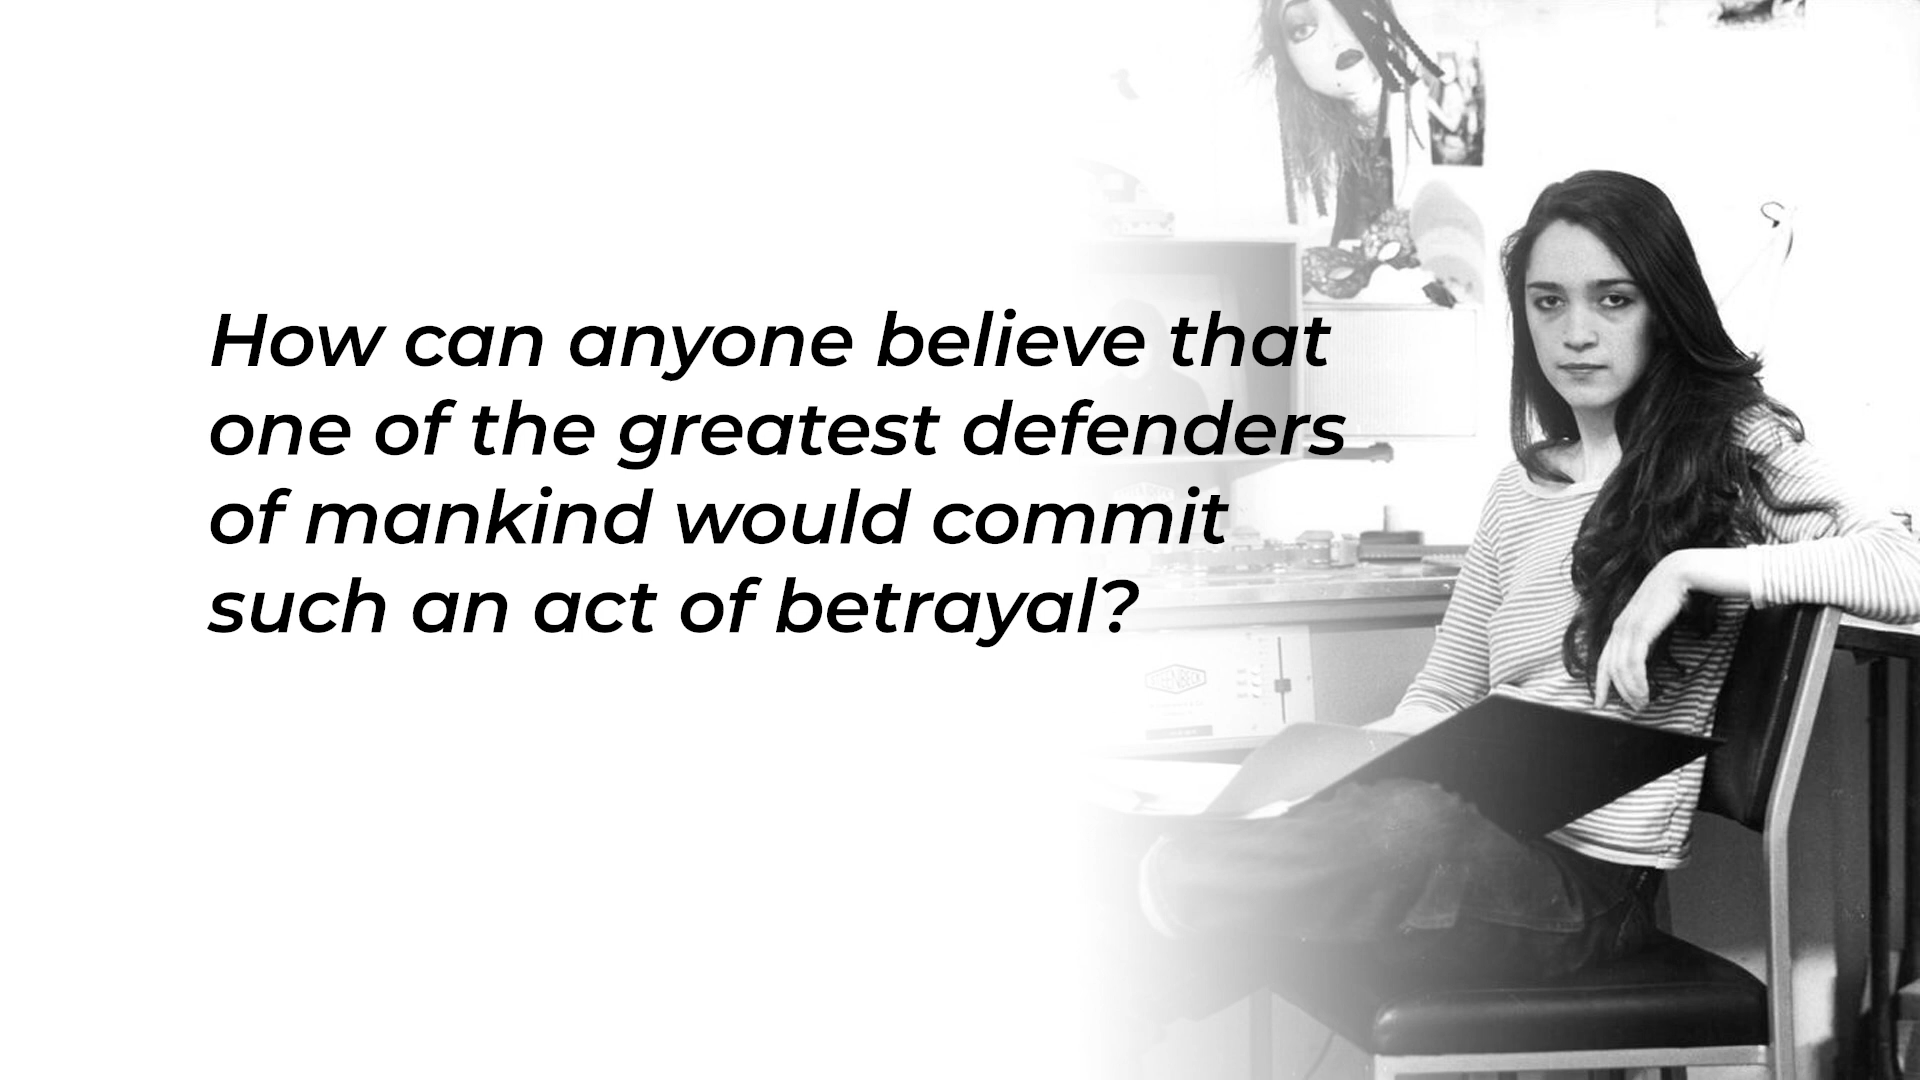 How can anyone believe that
one of the greatest defenders
of mankind would commit
such an act of betrayal?